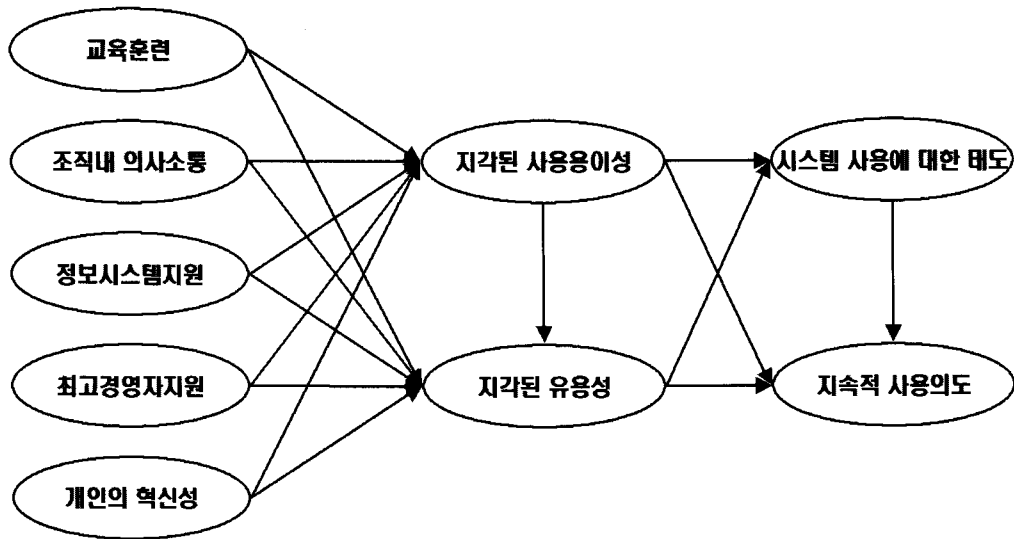 교육훈련
조직내 의사소통
지각된 사용용이성
시스템 사용에 대한 태도
정보시스템지원
최고경영자지원
지각된 유용성
지속적 사용의도
개인의 혁신성